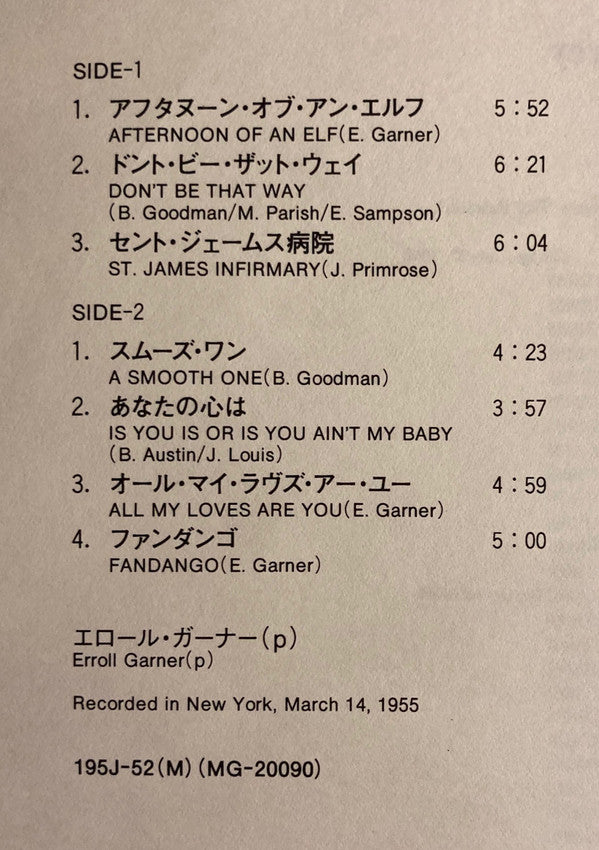 SIDE-1
1. アフタヌーン・オブ・アン・エルフ 5:52
AFTERNOON OF AN ELF(E. Garner)
2. ドント・ビー・ザット・ウェイ 6:21
DON'T BE THAT WAY
(B. Goodman/M. Parish/E. Sampson)
3. セント・ジェームス病院 6:04
ST. JAMES INFIRMARY(J. Primrose)
SIDE-2
1. スムーズ・ワン 4:23
A SMOOTH ONE(B. Goodman)
2. あなたの心は 3:57
IS YOU IS OR IS YOU AIN'T MY BABY
(B. Austin/J. Louis)
3. オール・マイ・ラヴズ・アー・ユー 4:59
ALL MY LOVES ARE YOU(E. Garner)
4. ファンダンゴ 5:00
FANDANGO(E. Garner)
エロール・ガーナー(p)
Erroll Garner(p)
Recorded in New York, March 14, 1955
195J-52(M)(MG-20090)